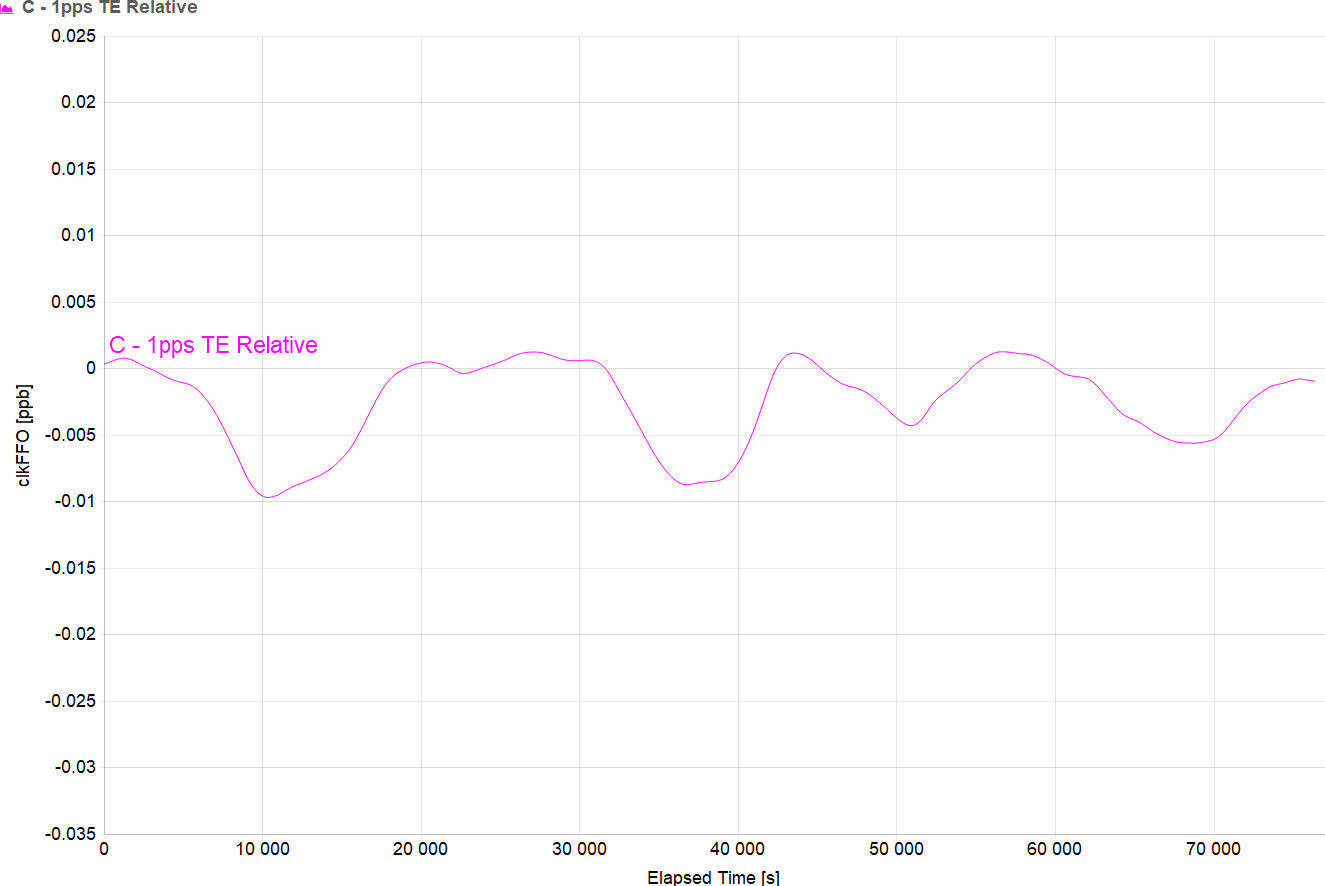 C - 1pps TE Relative
0.025
0.02
0.015
0.01
0.005
C - 1pps TE Relative
0
clkFFO [ppb]
-0.005
-0.01
-0.015
-0.02
-0.025
-0.03
-0.035
0 10 000 20 000 30 000 40 000 50 000 60 000 70 000
Elapsed Time [s]